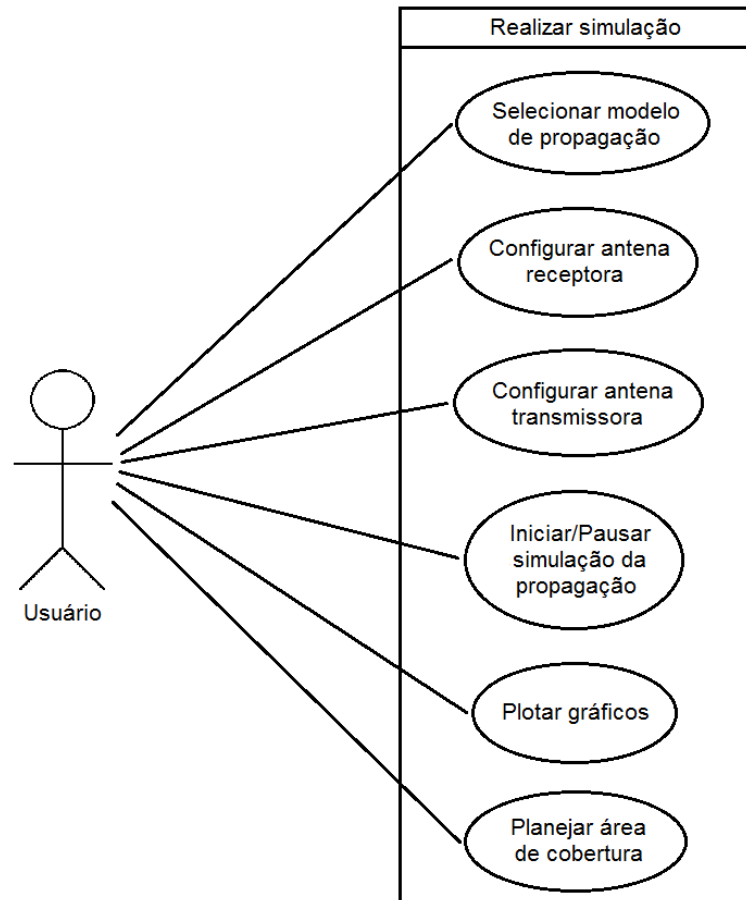 Realizar simulação
Selecionar modelo
de propagação
Configurar antena
receptora
Configurar antena
transmissora
Iniciar/Pausar
simulação da
propagação
Usuário
Plotar gráficos
Planejar área
de cobertura